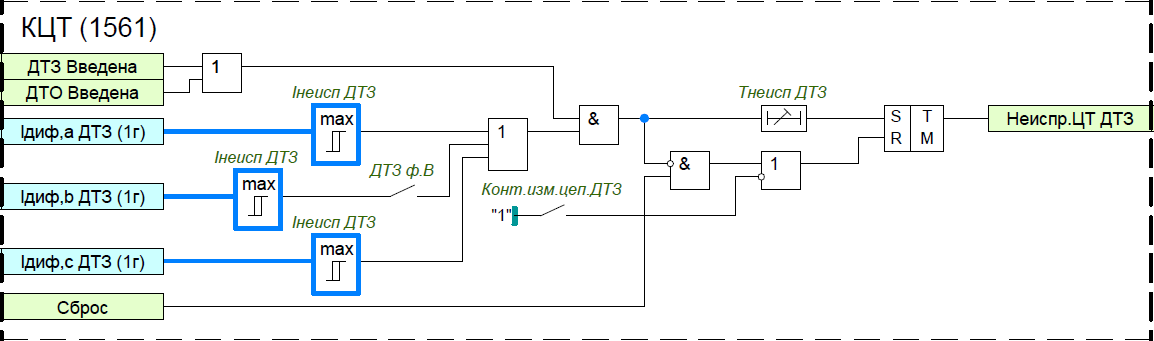 КЦТ (1561)
ДТЗ Введена
1
ДТО Введена
Iнеисп ДТЗ
Тнеисп ДТЗ
Iдиф,a ДТЗ (1г)
max
1
&
S T
R M
Неиспр.ЦТ ДТЗ
Iнеисп ДТЗ
ДТЗ ф.В
&
1
Iдиф,b ДТЗ (1г)
max
Конт.изм.цеп.ДТЗ
"1"
Iнеисп ДТЗ
Iдиф,c ДТЗ (1г)
max
Сброс